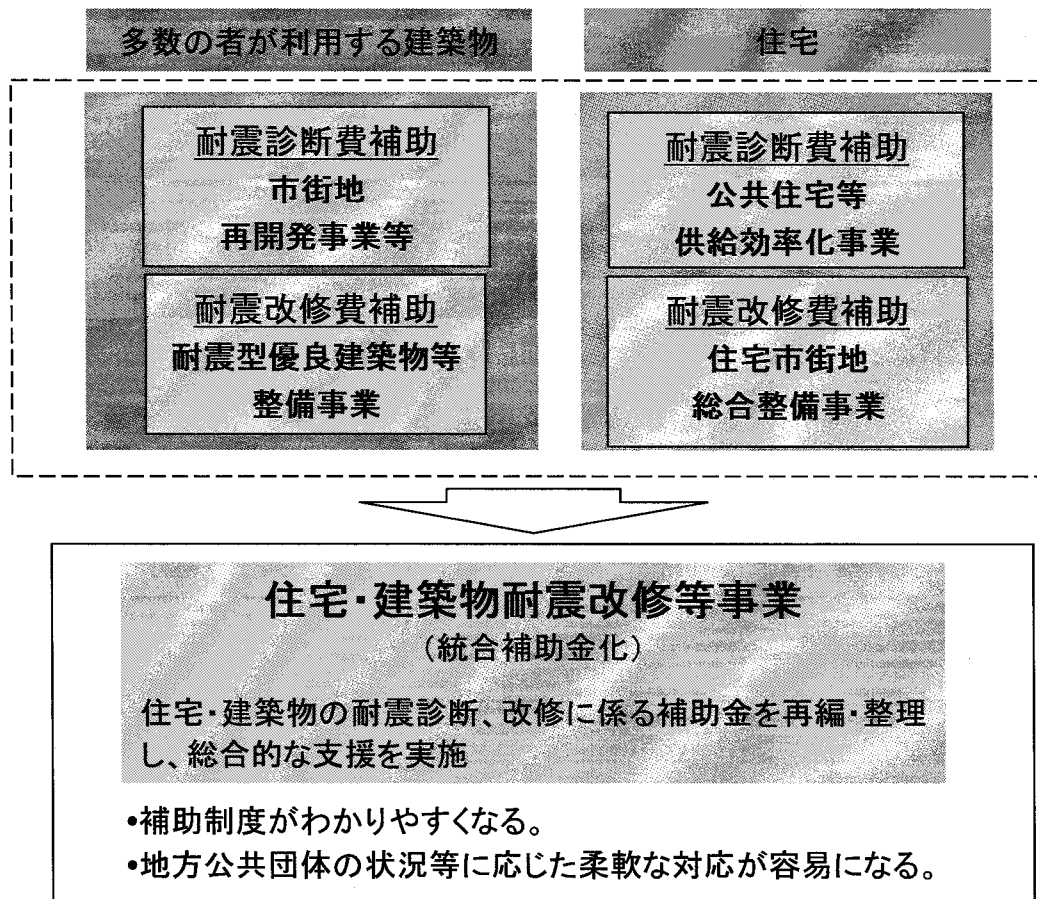 多数の者が利用する建築物
住宅
耐震診断費補助
市街地
再開発事業等
耐震改修費補助
耐震型優良建築物等
整備事業
耐震診断費補助
公共住宅等
供給効率化事業
耐震改修費補助
住宅市街地
総合整備事業
住宅・建築物耐震改修等事業
（統合補助金化）
住宅・建築物の耐震診断、改修に係る補助金を再編・整理
し、総合的な支援を実施
•補助制度がわかりやすくなる。
•地方公共団体の状況等に応じた柔軟な対応が容易になる。